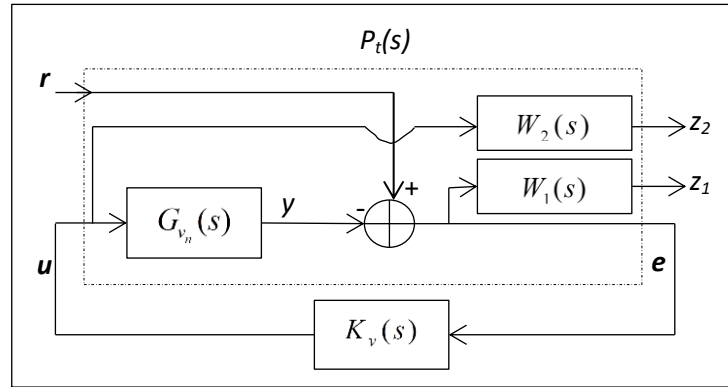 P_t(s)
r
W_2(s)
z_2
+
W_1(s)
z_1
-
y
G_{v_n}(s)
u
e
K_v(s)